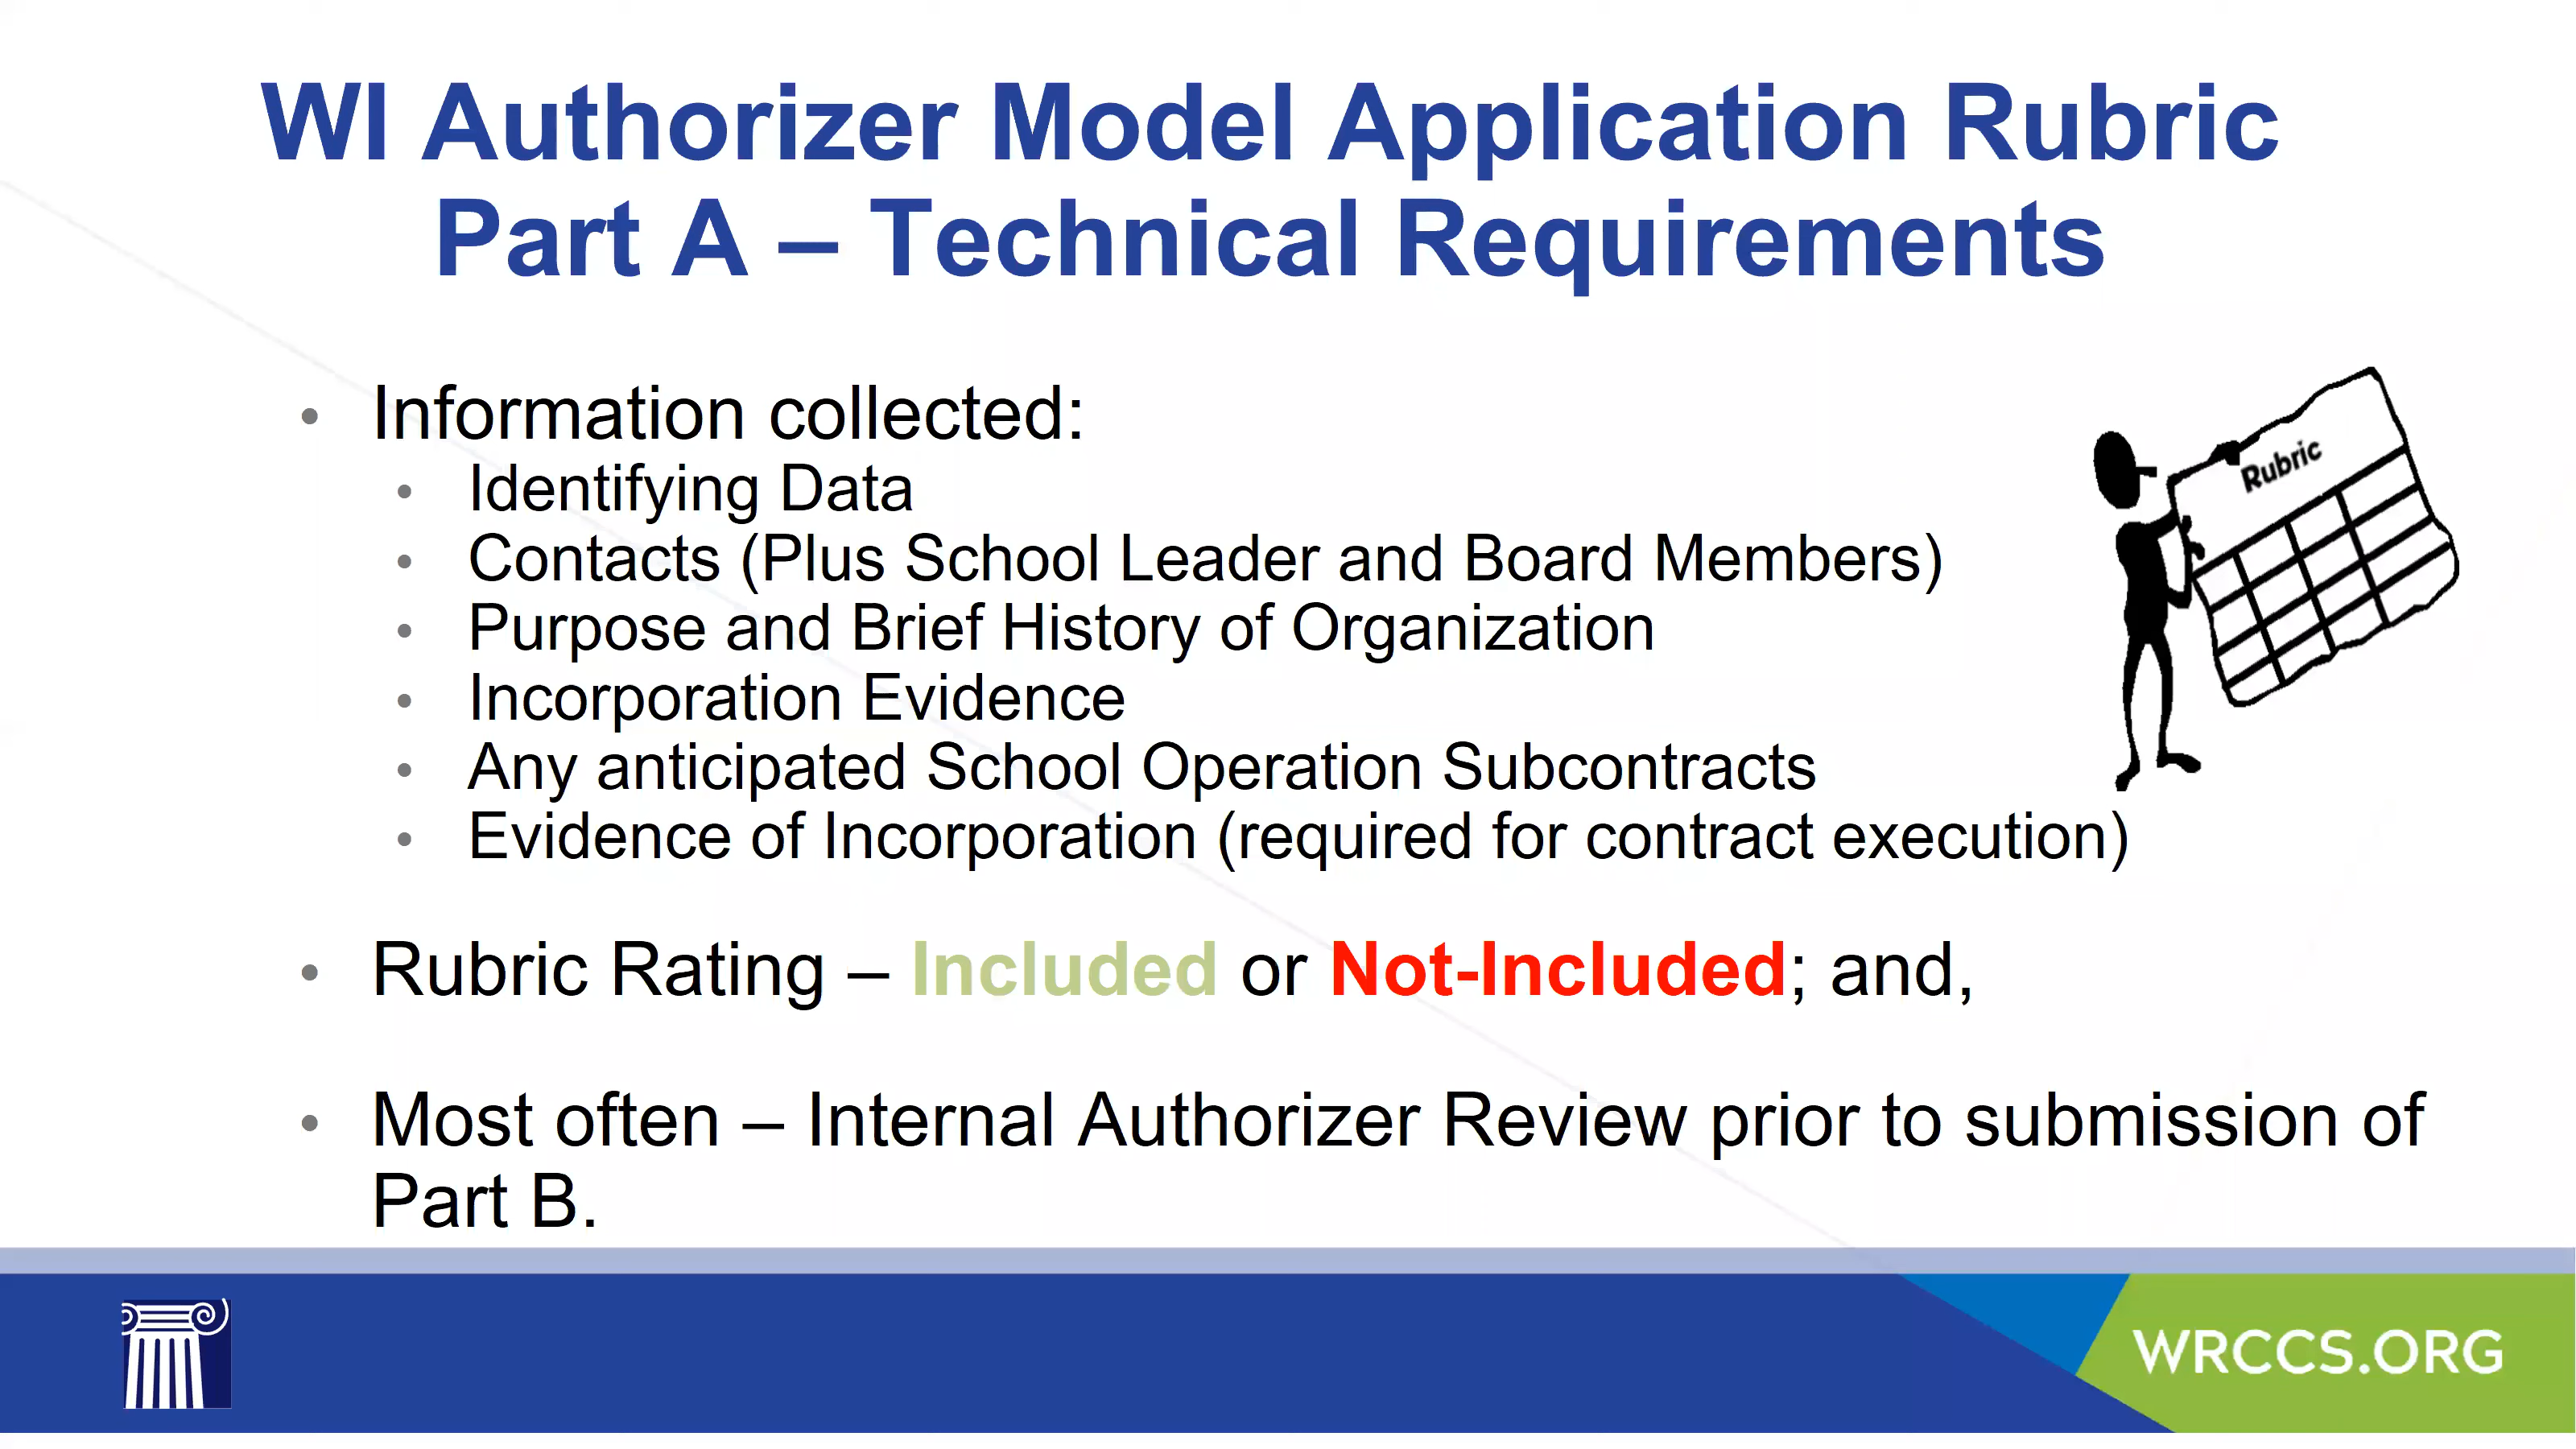 WI Authorizer Model Application Rubric
Part A – Technical Requirements
• Information collected:
• Identifying Data
• Contacts (Plus School Leader and Board Members)
• Purpose and Brief History of Organization
• Incorporation Evidence
• Any anticipated School Operation Subcontracts
• Evidence of Incorporation (required for contract execution)
Rubric
• Rubric Rating – Included or Not-Included; and,
• Most often – Internal Authorizer Review prior to submission of
Part B.
WRCCS.ORG